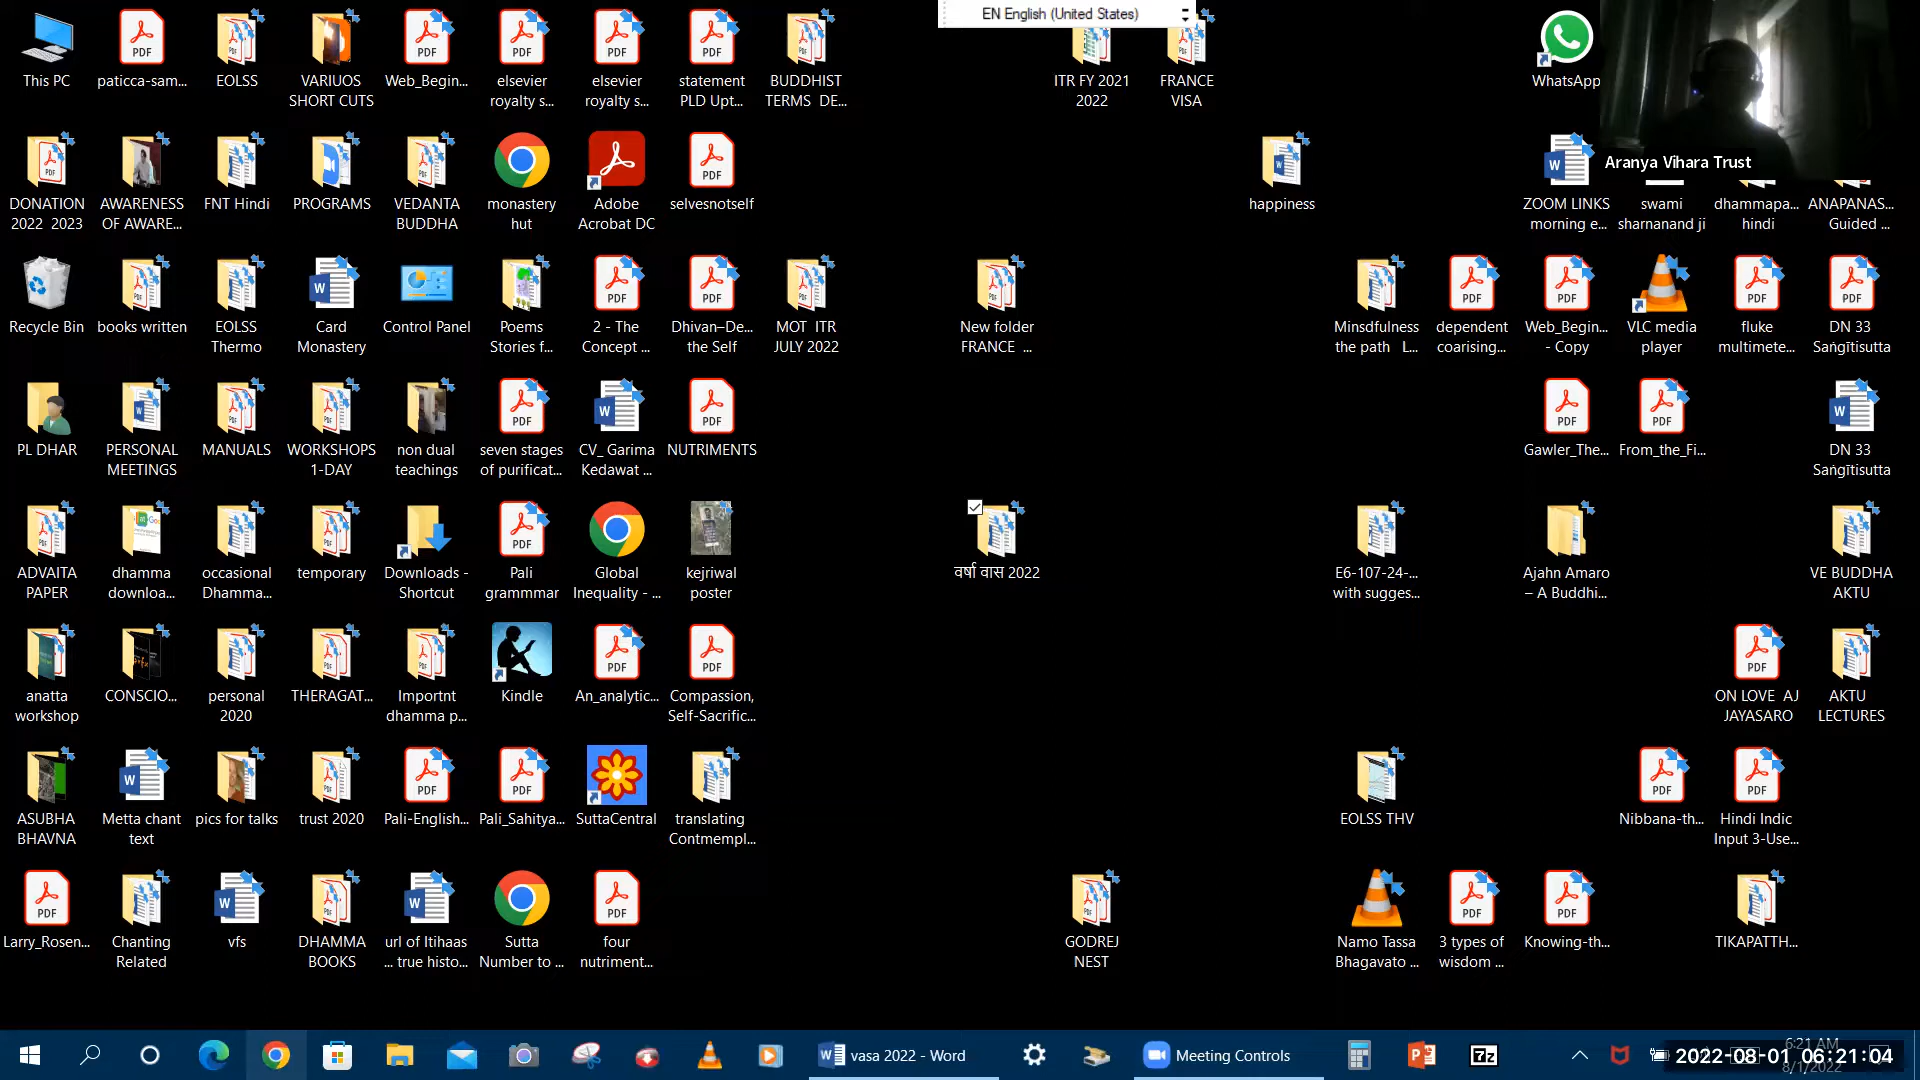 EN English (United States)
This PC
paticca-sam...
EOLSS
VARIUOS
SHORT CUTS
Web_Begin...
elsevier
royalty s...
elsevier
royalty s...
statement
PLD Upt...
BUDDHIST
TERMS DE...
ITR FY 2021
2022
FRANCE
VISA
WhatsApp
Aranya Vihara Trust
DONATION
2022 2023
AWARENESS
OF AWARE...
FNT Hindi
PROGRAMS
VEDANTA
BUDDHA
monastery
hut
Adobe
Acrobat DC
selvesnotself
happiness
ZOOM LINKS
morning e...
swami
sharnanand ji
dhammapa...
hindi
ANAPANAS...
Guided ...
Recycle Bin
books written
EOLSS
Thermo
Card
Monastery
Control Panel
Poems
Stories f...
2 - The
Concept ...
Dhivan–De...
the Self
MOT ITR
JULY 2022
New folder
FRANCE ...
Minsdfulness
the path L...
dependent
coarising...
Web_Begin...
- Copy
VLC media
player
fluke
multimete...
DN 33
Saṅgītisutta
PL DHAR
PERSONAL
MEETINGS
MANUALS
WORKSHOPS
1-DAY
non dual
teachings
seven stages
of purificat...
CV_ Garima
Kedawat ...
NUTRIMENTS
Gawler_The...
From_the_Fi...
DN 33
Saṅgītisutta
ADVAITA
PAPER
dhamma
downloa...
occasional
Dhamma...
temporary
Downloads -
Shortcut
Pali
grammmar
Global
Inequality - ...
kejriwal
poster
वर्षा वास 2022
E6-107-24-...
with sugges...
Ajahn Amaro
– A Buddhi...
VE BUDDHA
AKTU
anatta
workshop
CONSCIO...
personal
2020
THERAGAT...
Importnt
dhamma p...
Kindle
An_analytic...
Compassion,
Self-Sacrific...
ON LOVE AJ
JAYASARO
AKTU
LECTURES
ASUBHA
BHAVNA
Metta chant
text
pics for talks
trust 2020
Pali-English...
Pali_Sahitya...
SuttaCentral
translating
Contmempl...
EOLSS THV
Nibbana-th...
Hindi Indic
Input 3-Use...
Larry_Rosen...
Chanting
Related
vfs
DHAMMA
BOOKS
url of Itihaas
... true histo...
Sutta
Number to ...
four
nutriment...
GODREJ
NEST
Namo Tassa
Bhagavato ...
3 types of
wisdom ...
Knowing-th...
TIKAPATTH...
vasa 2022 - Word
Meeting Controls
7z
6:21 AM
2022-08-01 06:21:04
8/1/2022